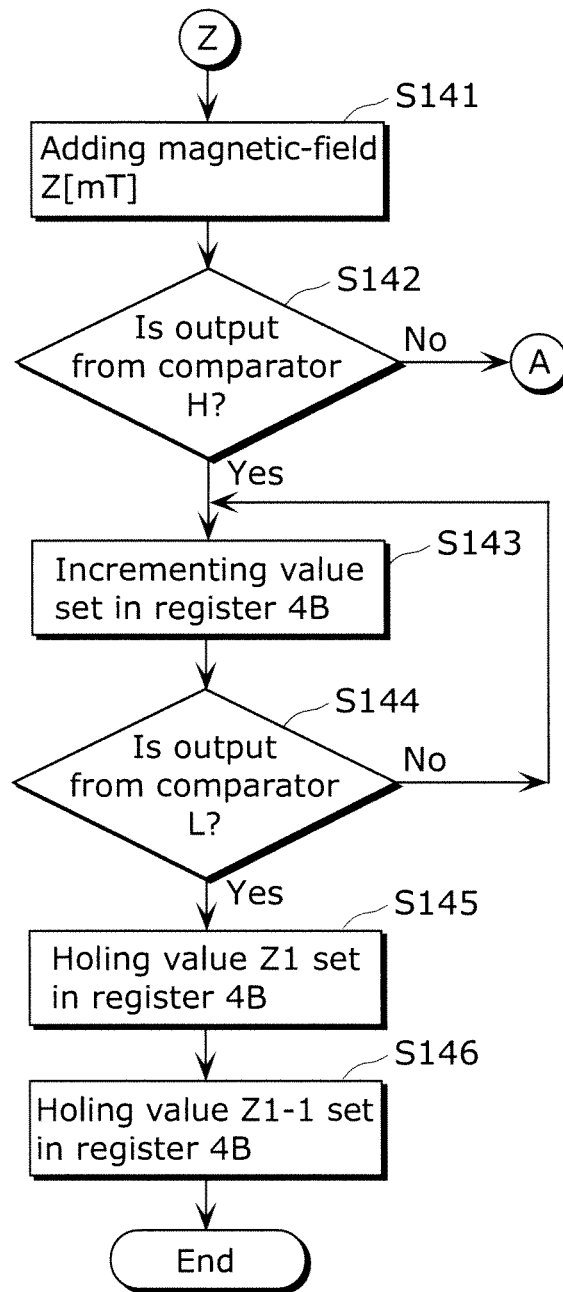 Z
S141
Adding magnetic-field
Z[mT]
S142
Is output
from comparator
H?
No
A
Yes
S143
Incrementing value
set in register 4B
S144
Is output
from comparator
L?
No
Yes
S145
Holing value Z1 set
in register 4B
S146
Holing value Z1-1 set
in register 4B
End